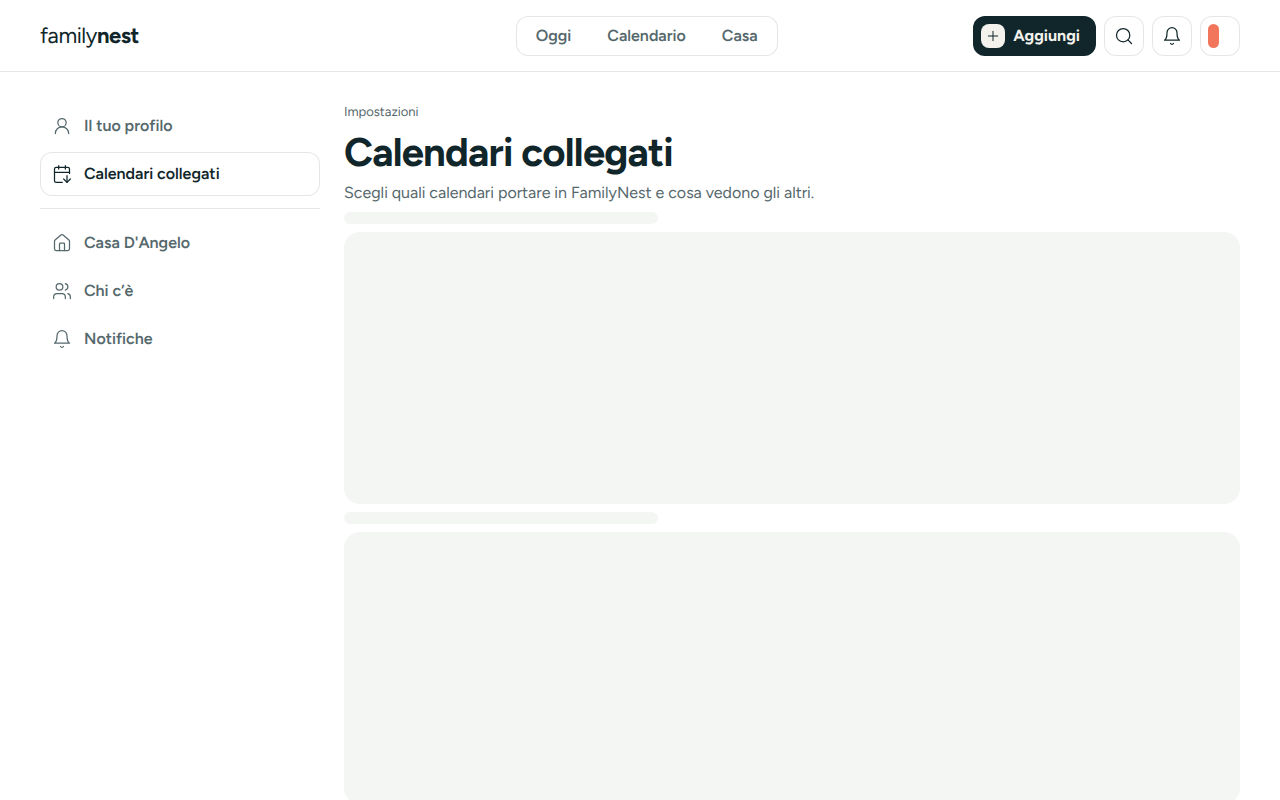 familynest
Oggi
Calendario
Casa
Aggiungi
Il tuo profilo
Calendari collegati
Casa D'Angelo
Chi c’è
Notifiche
Impostazioni
Calendari collegati
Scegli quali calendari portare in FamilyNest e cosa vedono gli altri.